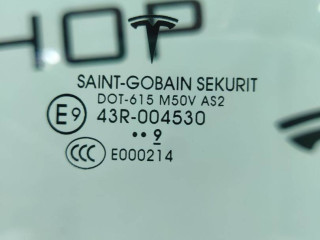 HOP
SAINT-GOBAIN SEKURIT
DOT-615 M50V AS2
E9 43R-004530
•• 9
CCC E000214